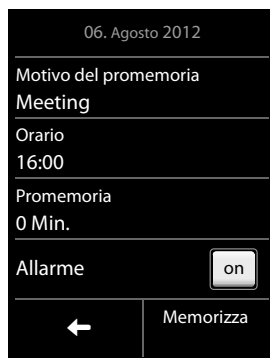 06. Agosto 2012
Motivo del promemoria
Meeting
Orario
16:00
Promemoria
0 Min.
Allarme
on
Memorizza